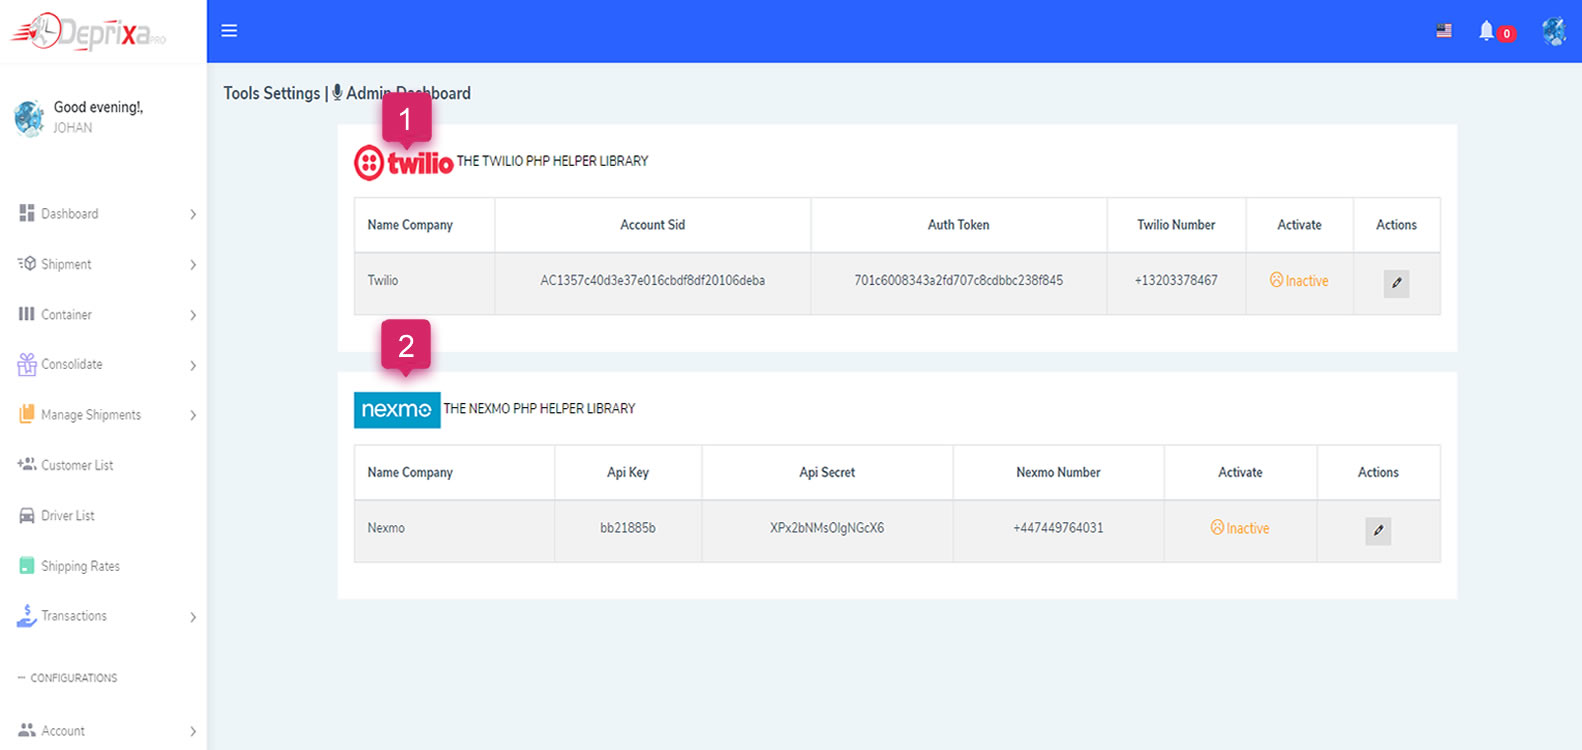 Deprixa PRO
0
Good evening!,
JOHAN
Dashboard
Shipment
Container
Consolidate
Manage Shipments
Customer List
Driver List
Shipping Rates
Transactions
CONFIGURATIONS
Account
Tools Settings | Admin Dashboard
1
twilio THE TWILIO PHP HELPER LIBRARY
Name Company Account Sid Auth Token Twilio Number Activate Actions
Twilio AC1357c40d3e37e016cbdf8df20106deba 701c6008343a2fd707c8cdbbc238f845 +13203378467 Inactive
2
nexmo THE NEXMO PHP HELPER LIBRARY
Name Company Api Key Api Secret Nexmo Number Activate Actions
Nexmo bb21885b XPx2bNMsOIgNGcX6 +447449764031 Inactive